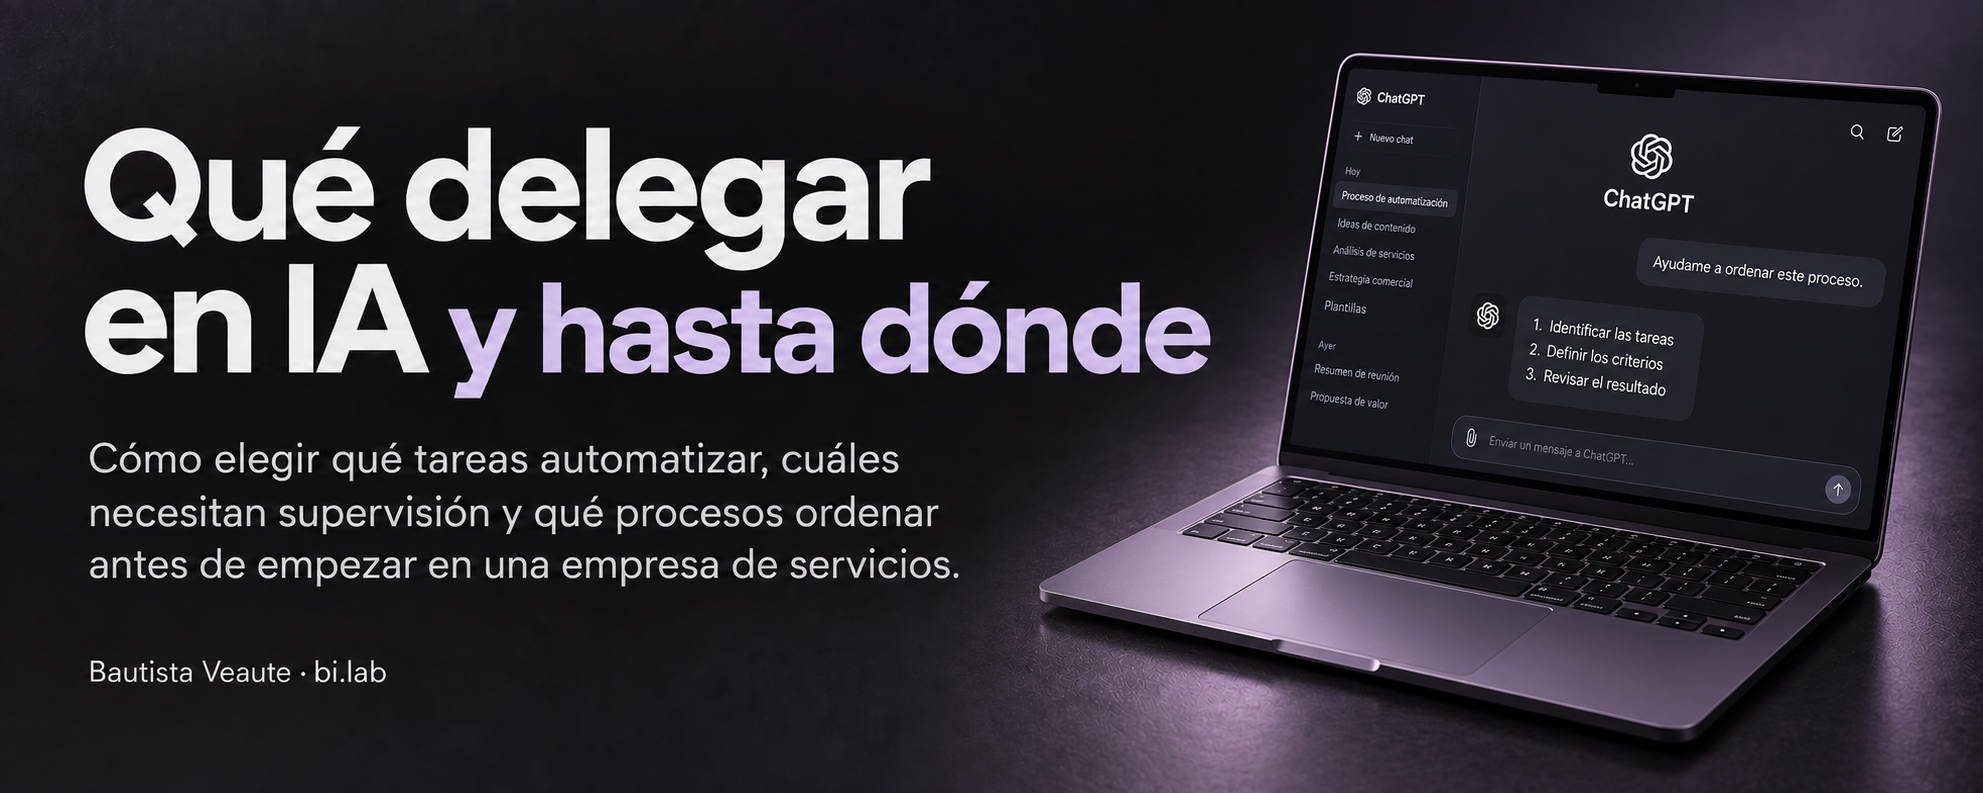 Qué delegar
en IA y hasta dónde
Cómo elegir qué tareas automatizar, cuáles
necesitan supervisión y qué procesos ordenar
antes de empezar en una empresa de servicios.
Bautista Veaute · bi.lab
ChatGPT
+ Nuevo chat
Hoy
Proceso de automatización
Ideas de contenido
Análisis de servicios
Estrategia comercial
Plantillas
Ayer
Resumen de reunión
Propuesta de valor
ChatGPT
Ayudame a ordenar este proceso.
1. Identificar las tareas
2. Definir los criterios
3. Revisar el resultado
Enviar un mensaje a ChatGPT...